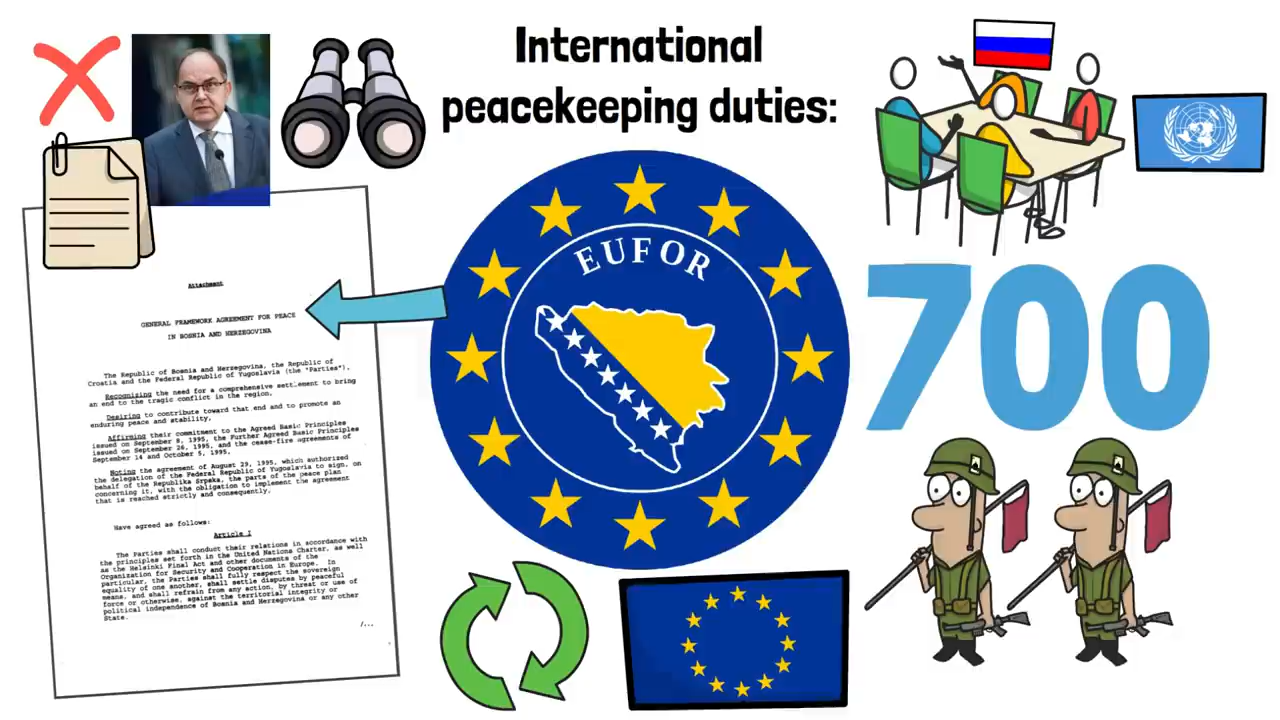 International
peacekeeping duties:
Attachment
GENERAL FRAMEWORK AGREEMENT FOR PEACE
IN BOSNIA AND HERZEGOVINA
The Republic of Bosnia and Herzegovina, the Republic of
Croatia and the Federal Republic of Yugoslavia (the "Parties"),
Recognizing the need for a comprehensive settlement to bring
an end to the tragic conflict in the region,
Desiring to contribute toward that end and to promote an
enduring peace and stability,
Affirming their commitment to the Agreed Basic Principles
issued on September 8, 1995, the Further Agreed Basic Principles
issued on September 26, 1995, and the cease-fire agreements of
September 14 and October 5, 1995,
Noting the agreement of August 29, 1995, which authorized
the delegation of the Federal Republic of Yugoslavia to sign, on
behalf of the Republika Srpska, the parts of the peace plan
concerning it, with the obligation to implement the agreement
that is reached strictly and consequently,
Have agreed as follows:
Article I
The Parties shall conduct their relations in accordance with
the principles set forth in the United Nations Charter, as well
as the Helsinki Final Act and other documents of the
Organization for Security and Cooperation in Europe. In
particular, the Parties shall fully respect the sovereign
equality of one another, shall settle disputes by peaceful
means, and shall refrain from any action, by threat or use of
force or otherwise, against the territorial integrity or
political independence of Bosnia and Herzegovina or any other
State.
/...
EUFOR
700